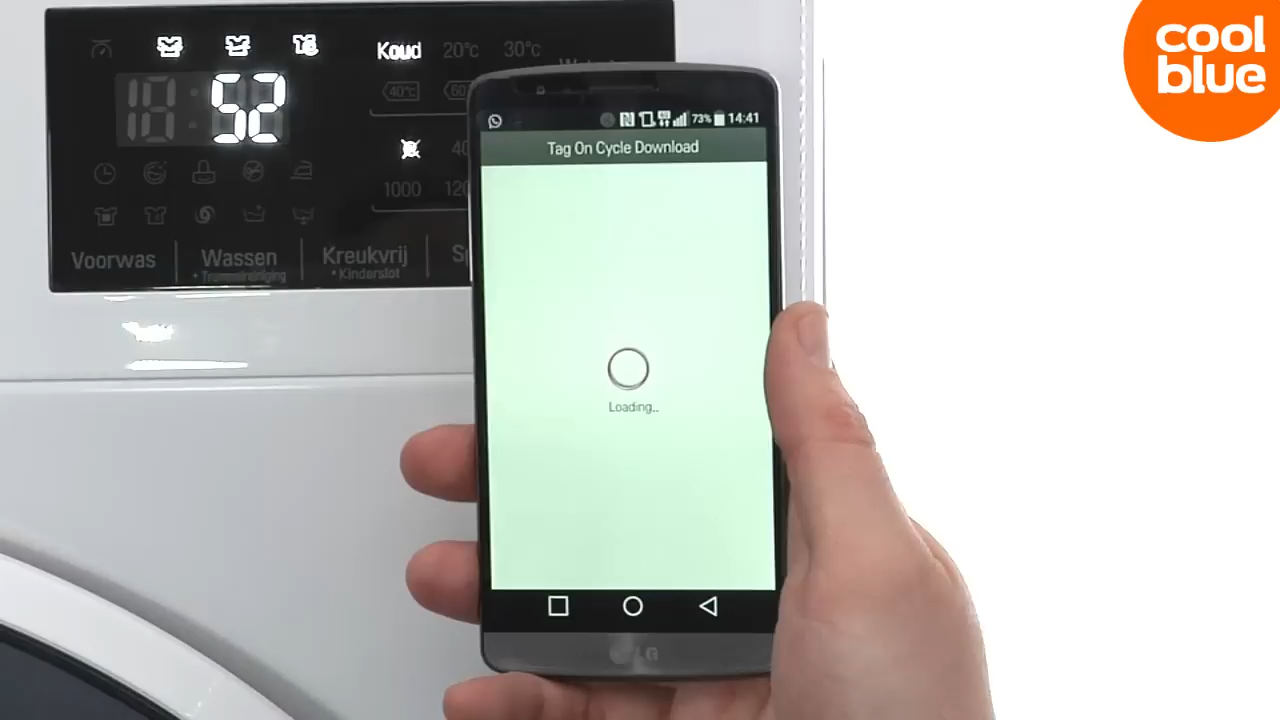 cool
blue
Koud 20°c 30°c
40°c
52
73% 14:41
Tag On Cycle Download
1000
Voorwas
Wassen
Kreukvrij
• Kinderslot
Loading..
LG